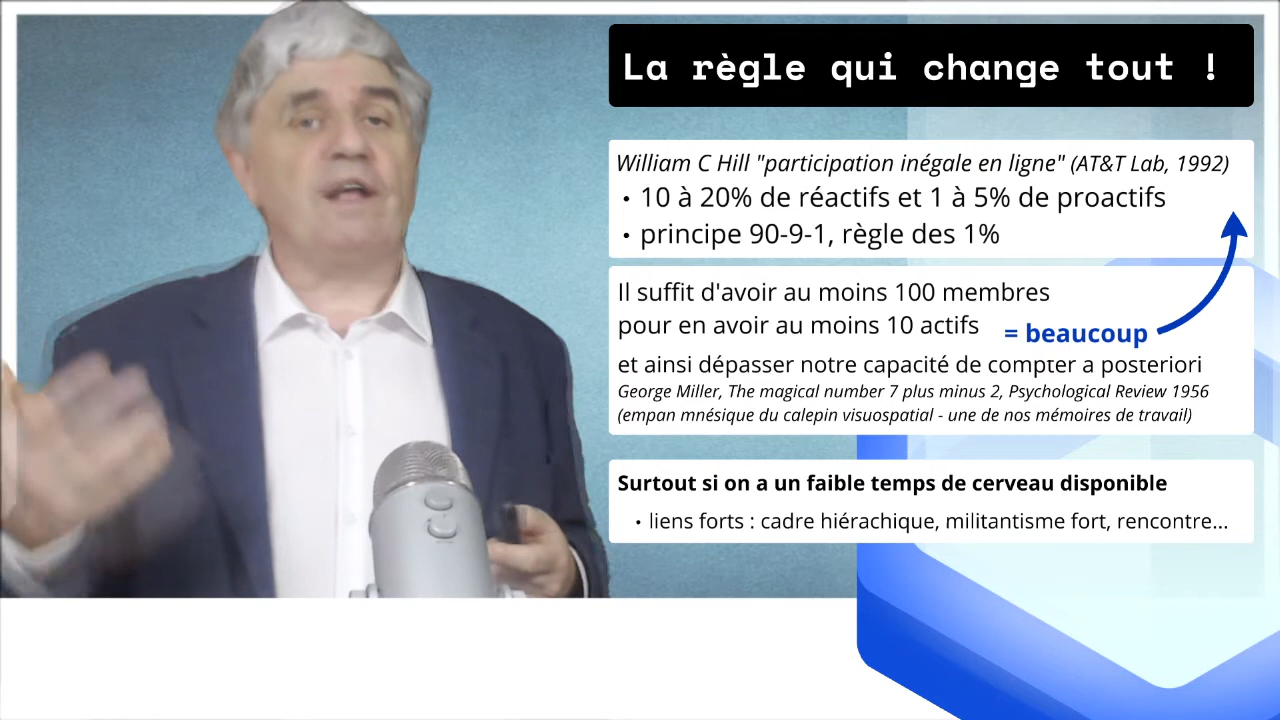 La règle qui change tout !
William C Hill "participation inégale en ligne" (AT&T Lab, 1992)
• 10 à 20% de réactifs et 1 à 5% de proactifs
• principe 90-9-1, règle des 1%
Il suffit d'avoir au moins 100 membres
pour en avoir au moins 10 actifs
= beaucoup
et ainsi dépasser notre capacité de compter a posteriori
George Miller, The magical number 7 plus minus 2, Psychological Review 1956
(empan mnésique du calepin visuospatial - une de nos mémoires de travail)
Surtout si on a un faible temps de cerveau disponible
• liens forts : cadre hiérachique, militantisme fort, rencontre...